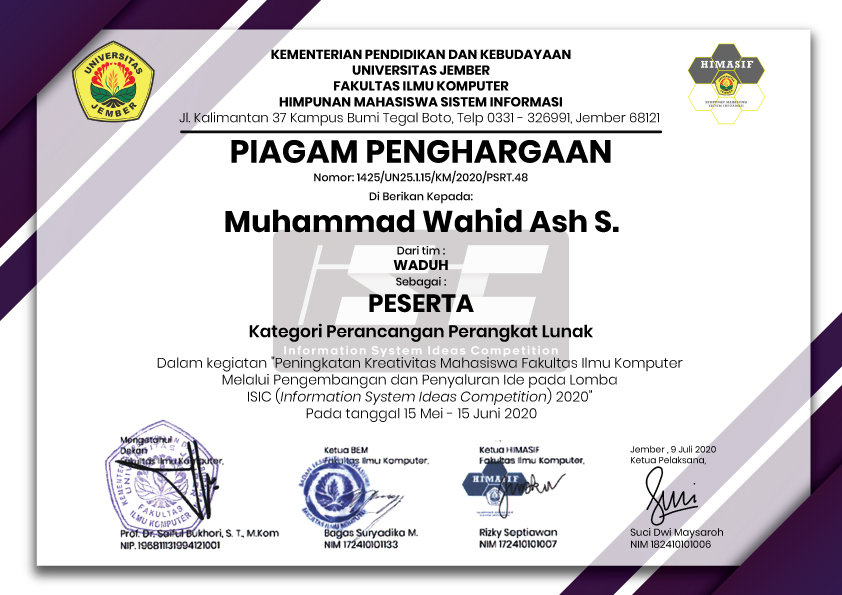 UNIVERSITAS
JEMBER
KEMENTERIAN PENDIDIKAN DAN KEBUDAYAAN
UNIVERSITAS JEMBER
FAKULTAS ILMU KOMPUTER
HIMPUNAN MAHASISWA SISTEM INFORMASI
Jl. Kalimantan 37 Kampus Bumi Tegal Boto, Telp 0331 - 326991, Jember 68121
HIMASIF
PIAGAM PENGHARGAAN
Nomor: 1425/UN25.1.15/KM/2020/PSRT.48
Di Berikan Kepada:
Muhammad Wahid Ash S.
Dari tim :
WADUH
Sebagai :
PESERTA
Kategori Perancangan Perangkat Lunak
Information System Ideas Competition
Dalam kegiatan "Peningkatan Kreativitas Mahasiswa Fakultas Ilmu Komputer
Melalui Pengembangan dan Penyaluran Ide pada Lomba
ISIC (Information System Ideas Competition) 2020"
Pada tanggal 15 Mei - 15 Juni 2020
Mengetahui
Dekan
Fakultas Ilmu Komputer,
FAKULTAS
ILMU KOMPUTER
Prof. Dr. Saiful Bukhori, S. T., M.Kom
NIP. 196811131994121001
Ketua BEM
Fakultas Ilmu Komputer,
Bagas Suryadika M.
NIM 172410101133
Ketua HIMASIF
Fakultas Ilmu Komputer,
HIMASIF
Rizky Septiawan
NIM 172410101007
Jember , 9 Juli 2020
Ketua Pelaksana,
Suci Dwi Maysaroh
NIM 182410101006